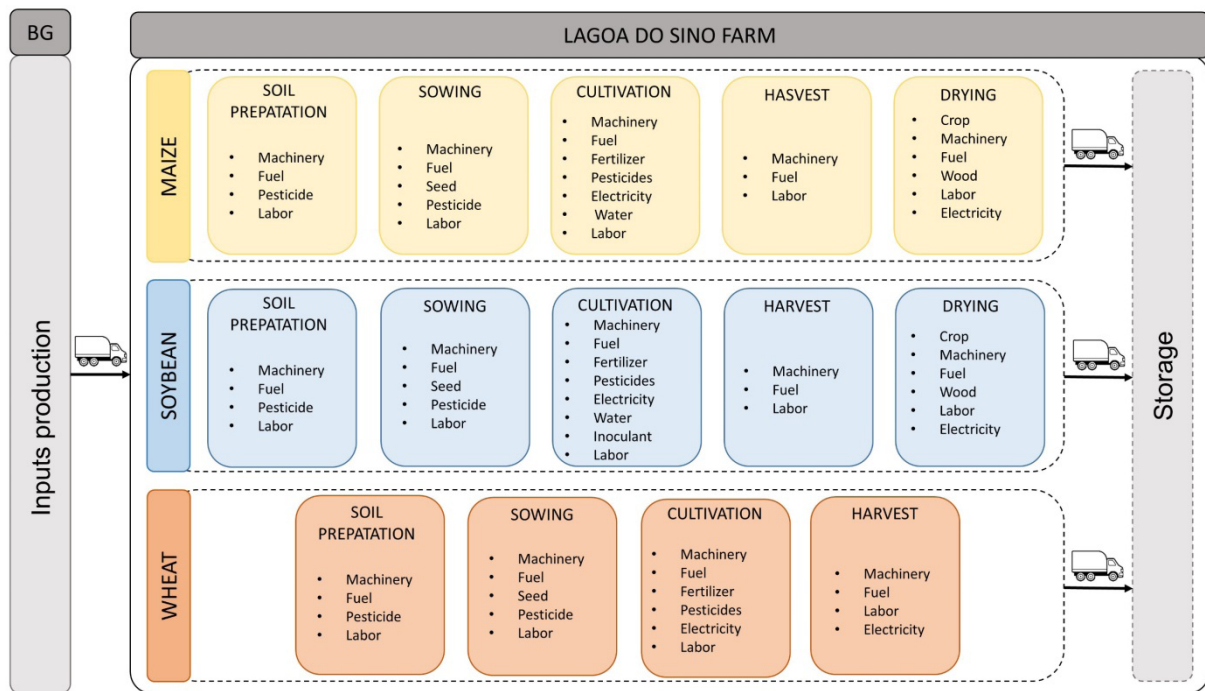 BG
LAGOA DO SINO FARM
Inputs production
MAIZE
SOIL
PREPATATION
• Machinery
• Fuel
• Pesticide
• Labor
SOWING
• Machinery
• Fuel
• Seed
• Pesticide
• Labor
CULTIVATION
• Machinery
• Fuel
• Fertilizer
• Pesticides
• Electricity
• Water
• Labor
HASVEST
• Machinery
• Fuel
• Labor
DRYING
• Crop
• Machinery
• Fuel
• Wood
• Labor
• Electricity
SOYBEAN
SOIL
PREPATATION
• Machinery
• Fuel
• Pesticide
• Labor
SOWING
• Machinery
• Fuel
• Seed
• Pesticide
• Labor
CULTIVATION
• Machinery
• Fuel
• Fertilizer
• Pesticides
• Electricity
• Water
• Inoculant
• Labor
HARVEST
• Machinery
• Fuel
• Labor
DRYING
• Crop
• Machinery
• Fuel
• Wood
• Labor
• Electricity
WHEAT
SOIL
PREPATATION
• Machinery
• Fuel
• Pesticide
• Labor
SOWING
• Machinery
• Fuel
• Seed
• Pesticide
• Labor
CULTIVATION
• Machinery
• Fuel
• Fertilizer
• Pesticides
• Electricity
• Labor
HARVEST
• Machinery
• Fuel
• Labor
• Electricity
Storage